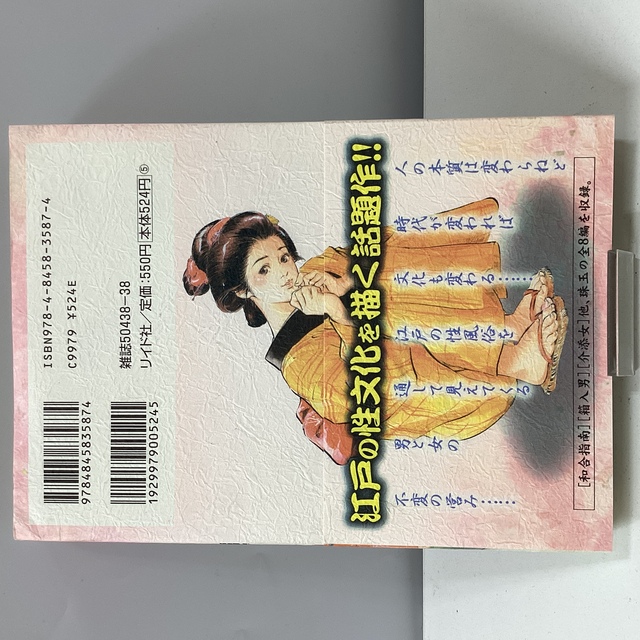 ISBN978-4-8458-3587-4
C9979 ¥524E
雑誌50438-38
リイド社/定価:550円 本体524円 ⑤
9784845835874
1929979005245
江戸の性文化を描く話題作!!
人の本質は変わらねど
時代が変われば
文化も変わる……
江戸の性風俗を
通して見えてくる
男と女の
不変の営み……
[和合指南][箱入男][介添女]他、珠玉の全8編を収録。